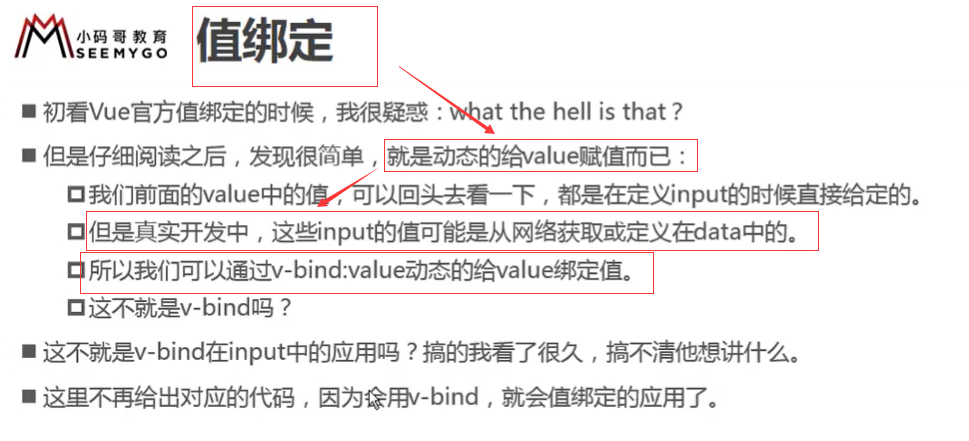 小码哥教育
SEEMYGO
值绑定
初看Vue官方值绑定的时候，我很疑惑：what the hell is that？
但是仔细阅读之后，发现很简单，就是动态的给value赋值而已：
我们前面的value中的值，可以回头去看一下，都是在定义input的时候直接给定的。
但是真实开发中，这些input的值可能是从网络获取或定义在data中的。
所以我们可以通过v-bind:value动态的给value绑定值。
这不就是v-bind吗？
这不就是v-bind在input中的应用吗？搞的我看了很久，搞不清他想讲什么。
这里不再给出对应的代码，因为会用v-bind，就会值绑定的应用了。